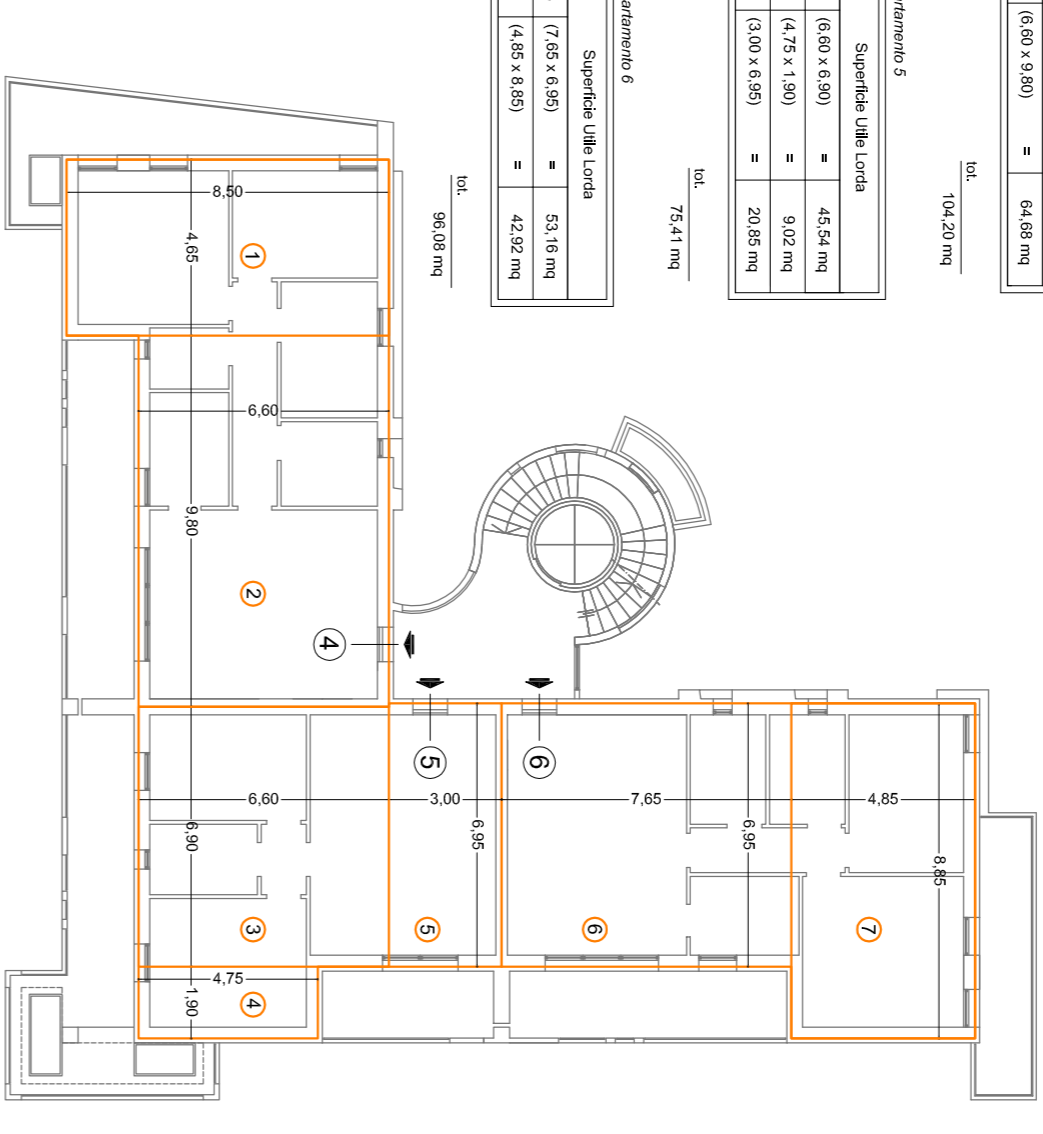 (6,60 x 9,80) = 64,68 mq
tot.
104,20 mq
artamento 5
Superficie Utile Lorda
(6,60 x 6,90) = 45,54 mq
(4,75 x 1,90) = 9,02 mq
(3,00 x 6,95) = 20,85 mq
tot.
75,41 mq
artamento 6
Superficie Utile Lorda
(7,65 x 6,95) = 53,16 mq
(4,85 x 8,85) = 42,92 mq
tot.
96,08 mq
8,50
4,65
1
6,60
9,80
2
4
5
6
6,60
3,00
7,65
4,85
6,90
6,95
6,95
8,85
3
5
6
7
4,75
1,90
4